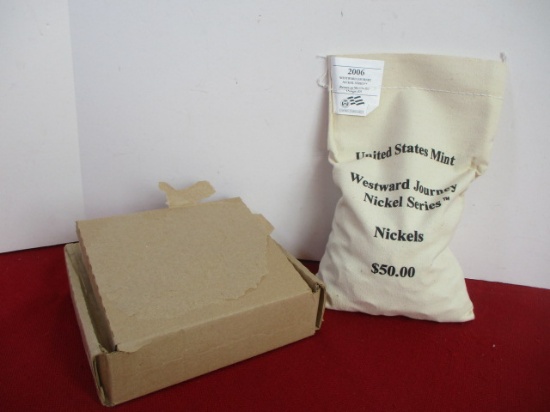 2006
United States Mint
Westward Journey
Nickel Series™
Nickels
$50.00